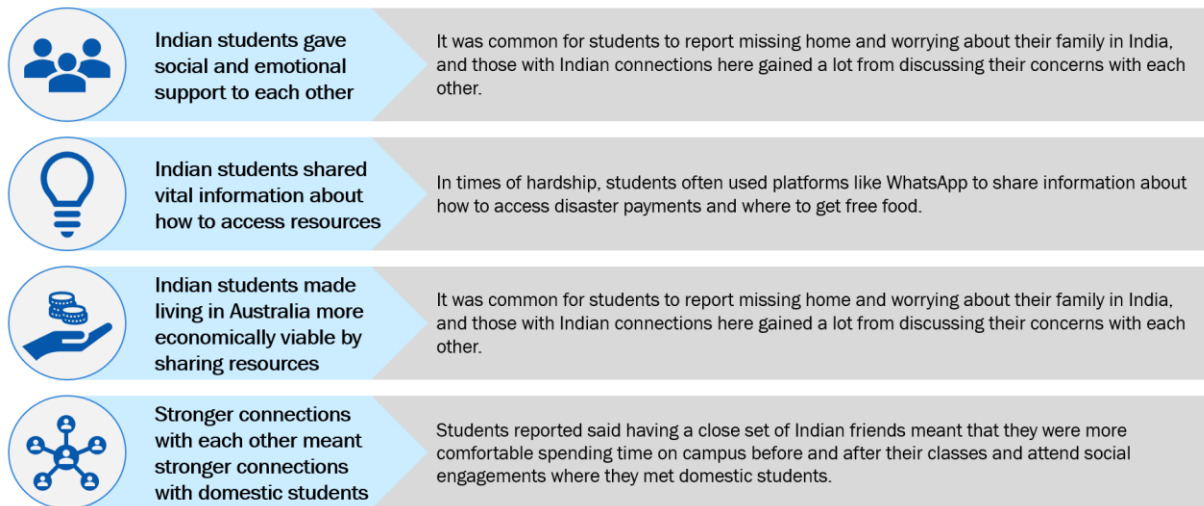 Indian students gave
social and emotional
support to each other
It was common for students to report missing home and worrying about their family in India,
and those with Indian connections here gained a lot from discussing their concerns with each
other.
Indian students shared
vital information about
how to access resources
In times of hardship, students often used platforms like WhatsApp to share information about
how to access disaster payments and where to get free food.
Indian students made
living in Australia more
economically viable by
sharing resources
It was common for students to report missing home and worrying about their family in India,
and those with Indian connections here gained a lot from discussing their concerns with each
other.
Stronger connections
with each other meant
stronger connections
with domestic students
Students reported said having a close set of Indian friends meant that they were more
comfortable spending time on campus before and after their classes and attend social
engagements where they met domestic students.